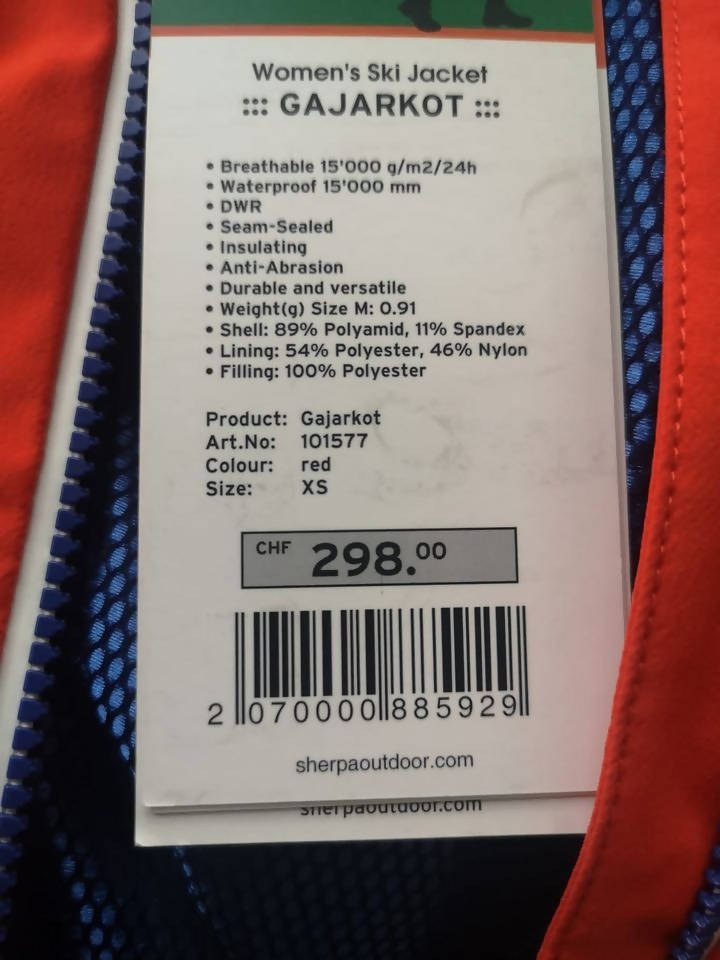 Women's Ski Jacket
::: GAJARKOT :::
• Breathable 15'000 g/m2/24h
• Waterproof 15'000 mm
• DWR
• Seam-Sealed
• Insulating
• Anti-Abrasion
• Durable and versatile
• Weight(g) Size M: 0.91
• Shell: 89% Polyamid, 11% Spandex
• Lining: 54% Polyester, 46% Nylon
• Filling: 100% Polyester
Product: Gajarkot
Art.No: 101577
Colour: red
Size: XS
CHF 298.00
2 070000 885929
sherpaoutdoor.com
sherpaoutdoor.com